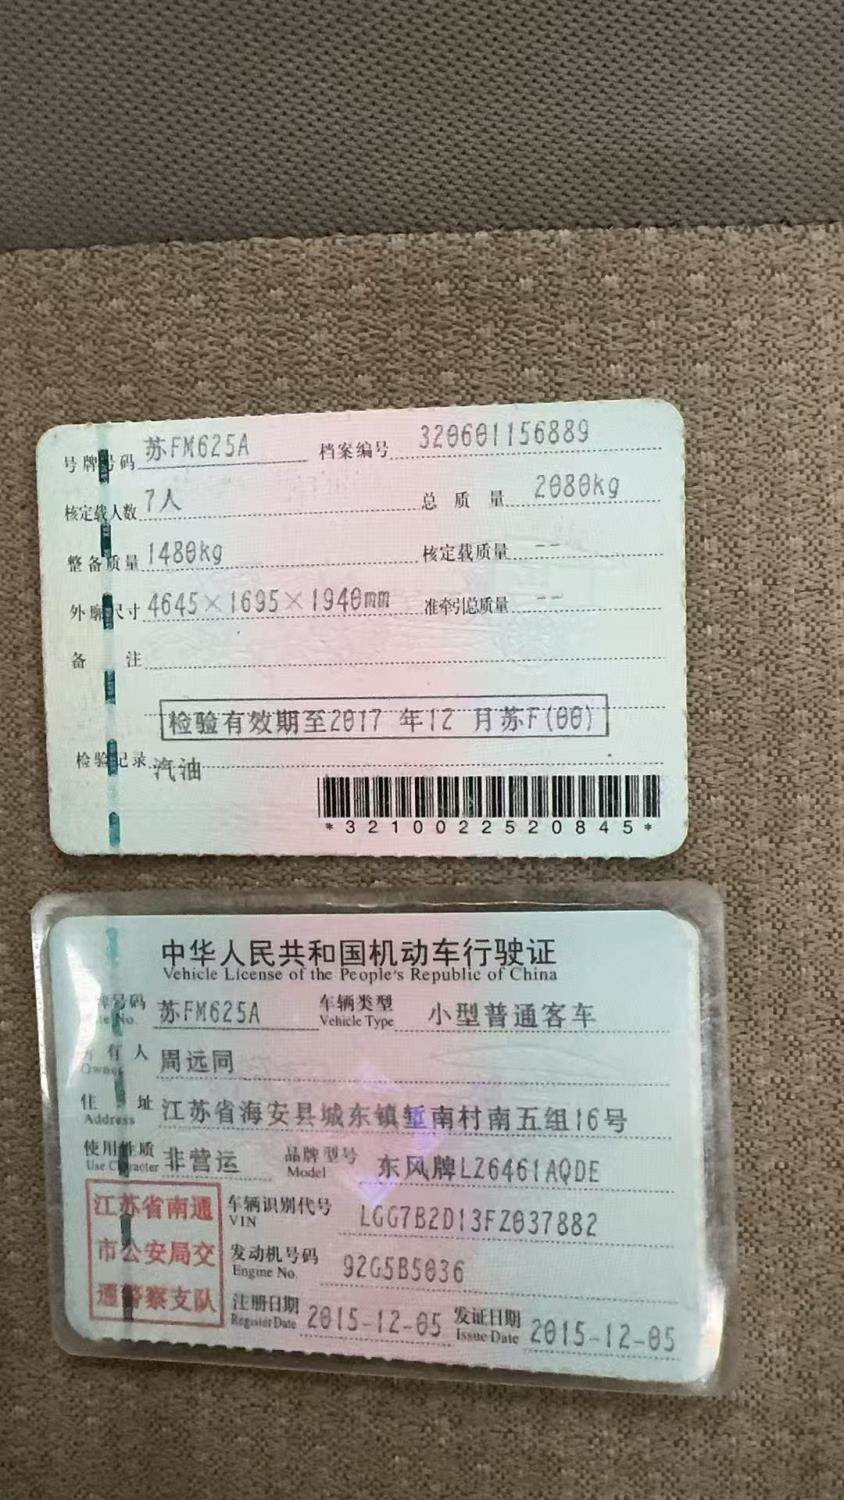 号牌号码 苏FM625A 档案编号 320601156889
核定载人数 7人 总质量 2080kg
整备质量 1480kg 核定载质量 --
外廓尺寸 4645×1695×1940mm 准牵引总质量 --
备注
检验有效期至2017 年12 月苏F(00)
检验记录 汽油
*3210022520845*
中华人民共和国机动车行驶证
Vehicle License of the People's Republic of China
号码 苏FM625A 车辆类型 小型普通客车
No. Vehicle Type
有人 周远同
Owner
住址 江苏省海安县城东镇堑南村南五组16号
Address
使用性质 非营运 品牌型号 东风牌LZ6461AQDE
Use Character Model
江苏省南通 车辆识别代号 LGG7B2D13FZ037882
VIN
市公安局交 发动机号码 92G5B5036
Engine No.
通警察支队 注册日期 2015-12-05 发证日期 2015-12-05
Register Date Issue Date